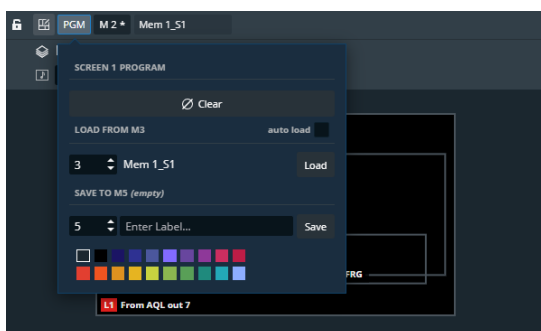 PGM M 2 * Mem 1_S1
SCREEN 1 PROGRAM
Clear
LOAD FROM M3 auto load
3 Mem 1_S1 Load
SAVE TO M5 (empty)
5 Enter Label... Save
FRG
L1 From AQL out 7